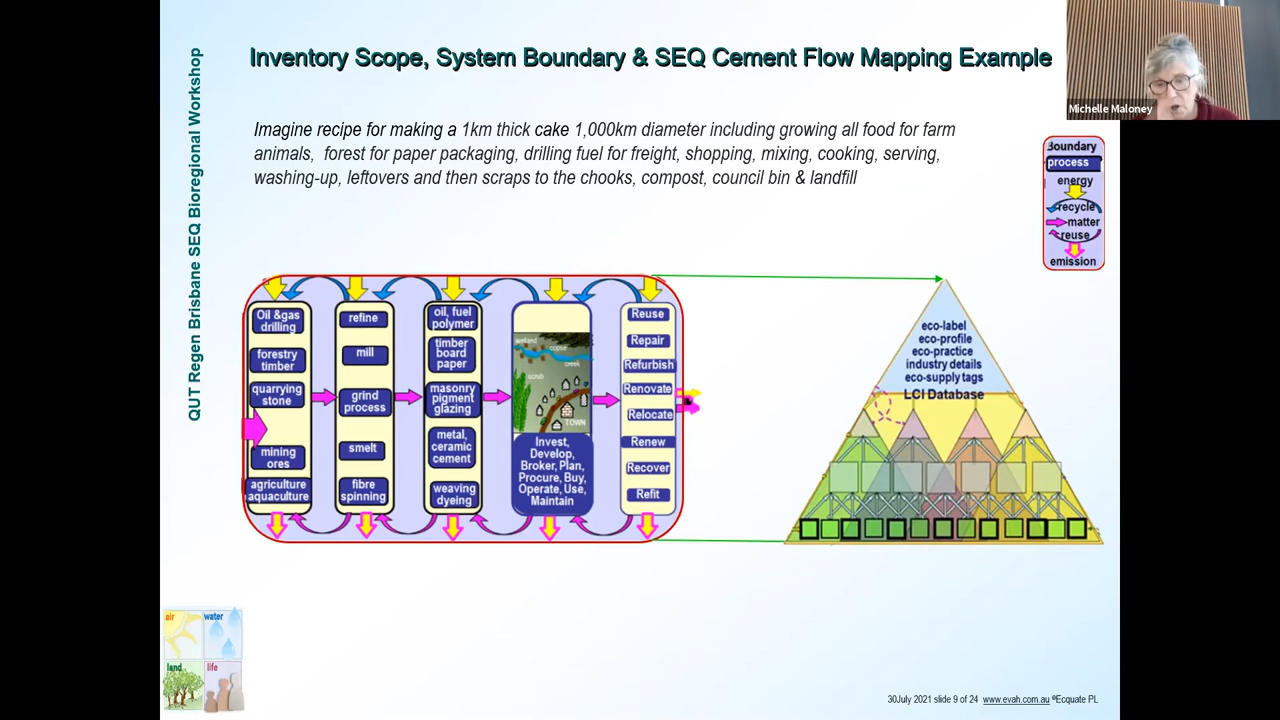 Inventory Scope, System Boundary & SEQ Cement Flow Mapping Example
Michelle Maloney
QUT Regen Brisbane SEQ Bioregional Workshop
Imagine recipe for making a 1km thick cake 1,000km diameter including growing all food for farm
animals, forest for paper packaging, drilling fuel for freight, shopping, mixing, cooking, serving,
washing-up, leftovers and then scraps to the chooks, compost, council bin & landfill
Boundary
process
energy
recycle
matter
reuse
emission
Oil &gas
drilling
forestry
timber
quarrying
stone
mining
ores
agriculture
aquaculture
refine
mill
grind
process
smelt
fibre
spinning
oil, fuel
polymer
timber
board
paper
masonry
pigment
glazing
metal,
ceramic
cement
weaving
dyeing
wetland
copse
creek
scrub
TOWN
Invest,
Develop,
Broker, Plan,
Procure, Buy,
Operate, Use,
Maintain
Reuse
Repair
Refurbish
Renovate
Relocate
Renew
Recover
Refit
eco-label
eco-profile
eco-practice
industry details
eco-supply tags
LCI Database
air
water
land
life
30July 2021 slide 9 of 24 www.evah.com.au ®Ecquate PL